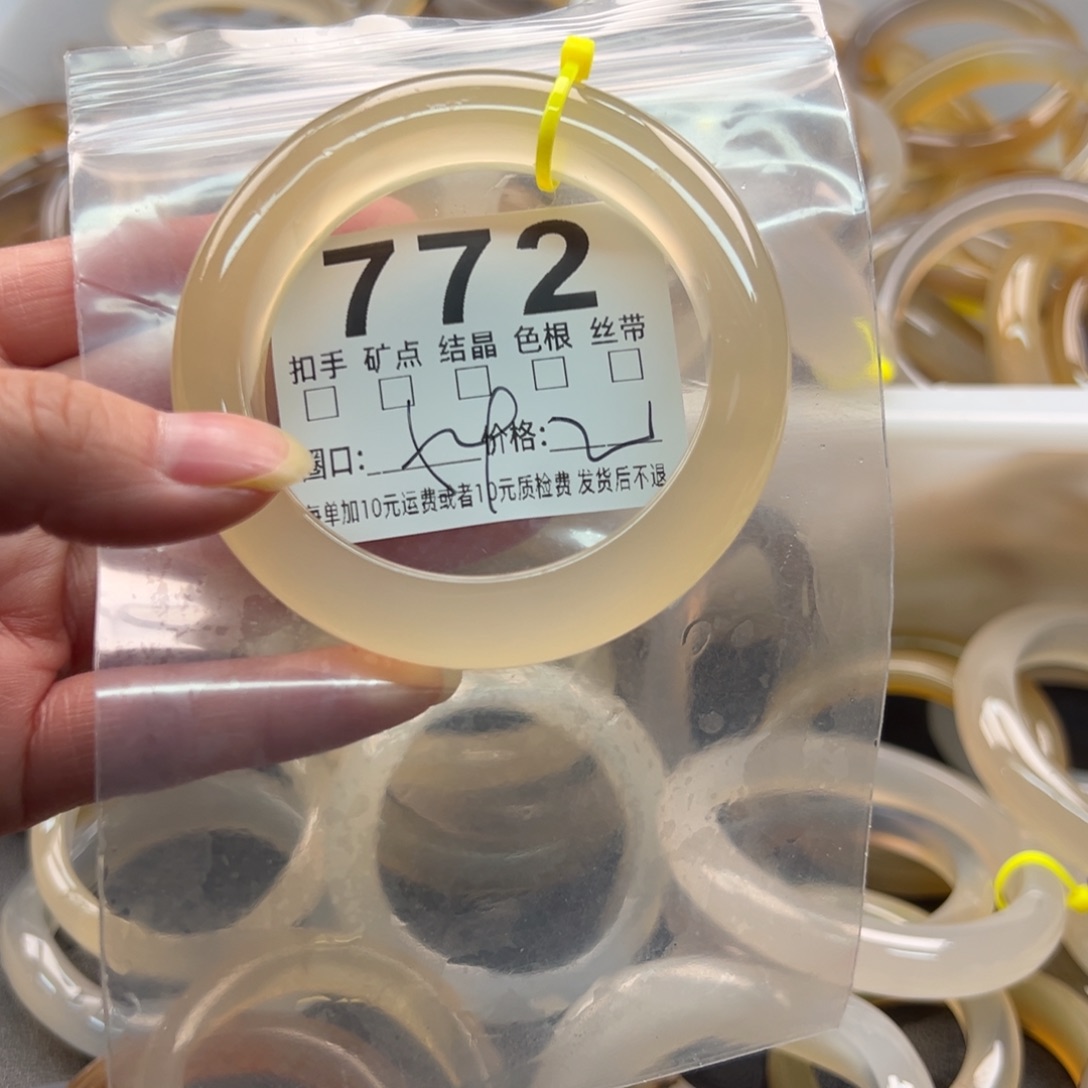 772
扣手 矿点 结晶 色根 丝带
圈口: 价格:
每单加10元运费或者10元质检费 发货后不退